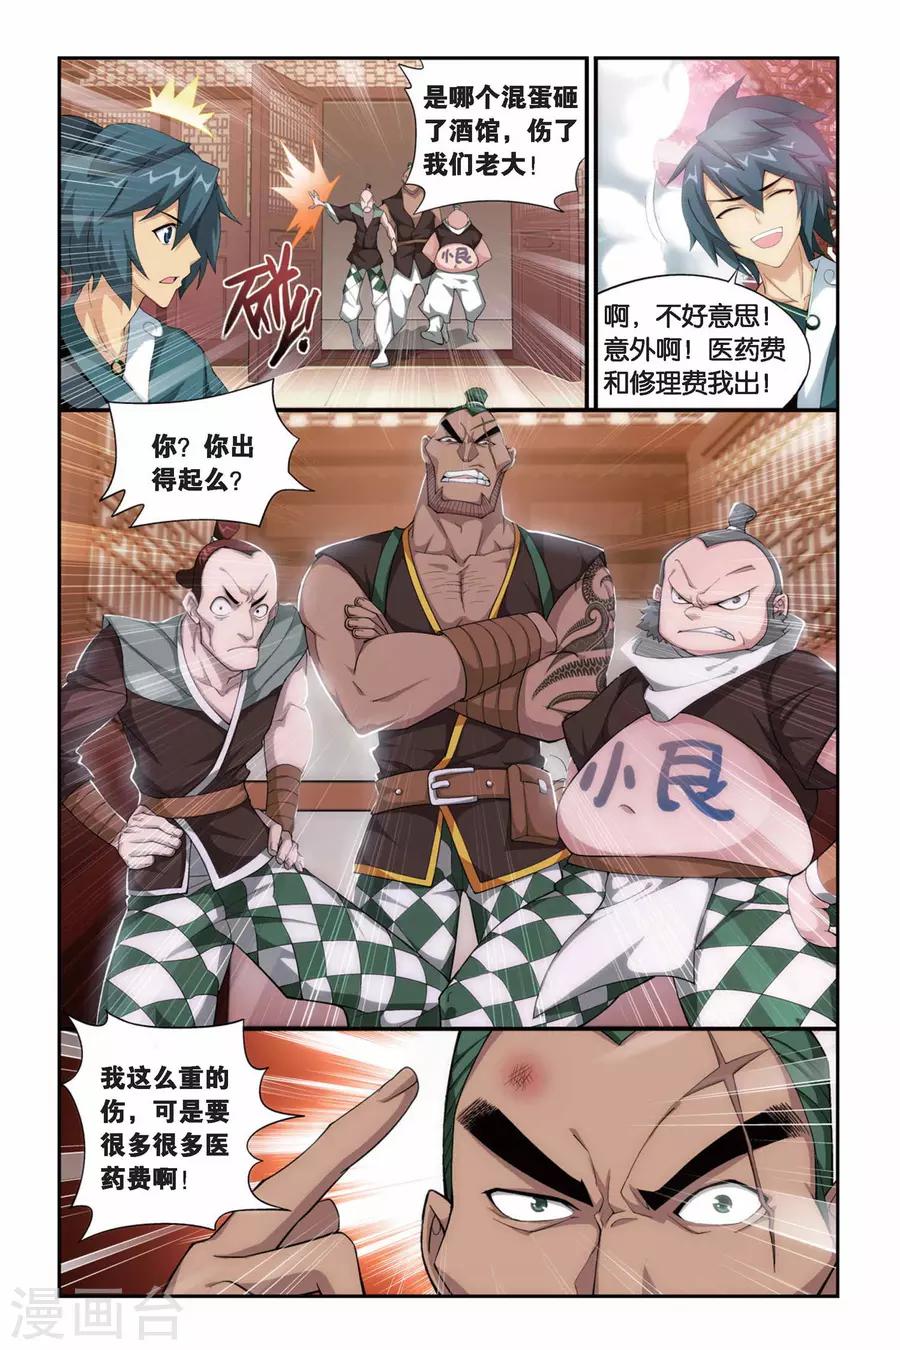 是哪个混蛋砸
了酒馆，伤了
我们老大！
小艮
碰！
啊，不好意思！
意外啊！医药费
和修理费我出！
你？你出
得起么？
小艮
我这么重的
伤，可是要
很多很多医
药费啊！
漫画台